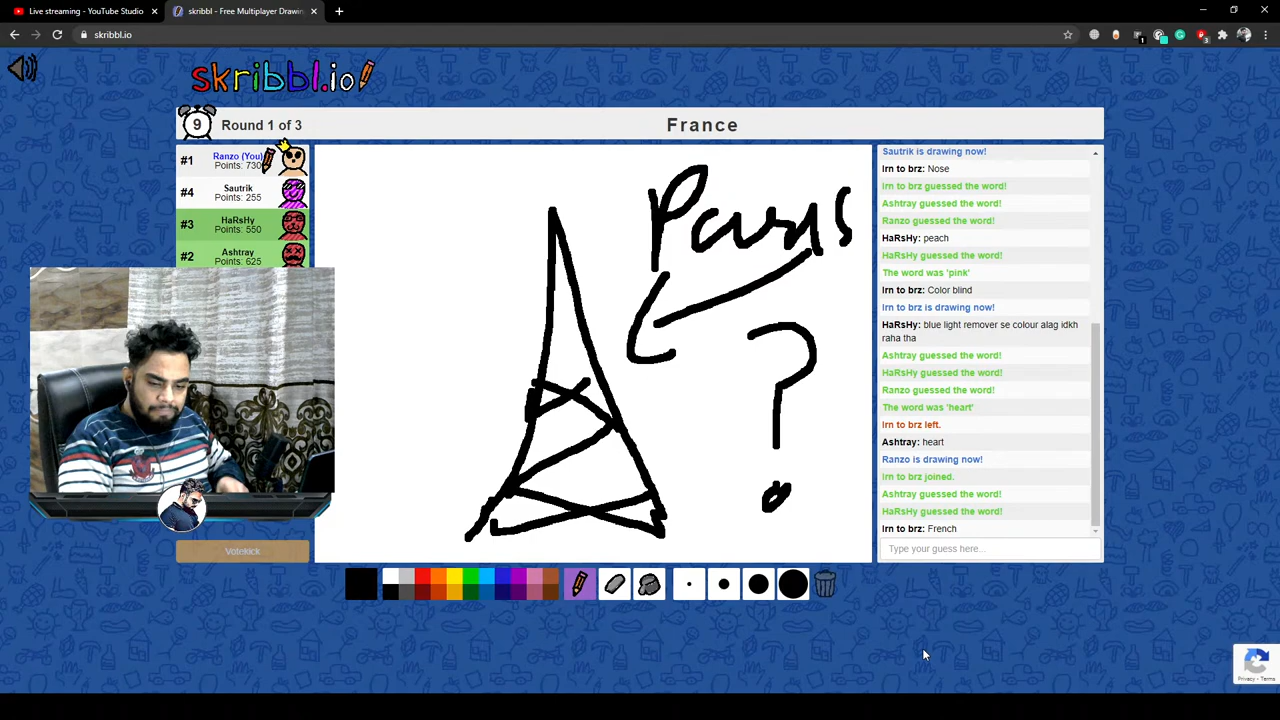 Live streaming - YouTube Studio
skribbl - Free Multiplayer Drawin
skribbl.io
skribbl.io
9
Round 1 of 3
France
#1
Ranzo (You)
Points: 730
#4
Sautrik
Points: 255
#3
HaRsHy
Points: 550
#2
Ashtray
Points: 625
Votekick
Paris
?
Sautrik is drawing now!
Irn to brz: Nose
Irn to brz guessed the word!
Ashtray guessed the word!
Ranzo guessed the word!
HaRsHy: peach
HaRsHy guessed the word!
The word was 'pink'
Irn to brz: Color blind
Irn to brz is drawing now!
HaRsHy: blue light remover se colour alag idkh
raha tha
Ashtray guessed the word!
HaRsHy guessed the word!
Ranzo guessed the word!
The word was 'heart'
Irn to brz left.
Ashtray: heart
Ranzo is drawing now!
Irn to brz joined.
Ashtray guessed the word!
HaRsHy guessed the word!
Irn to brz: French
Type your guess here...
Privacy - Terms